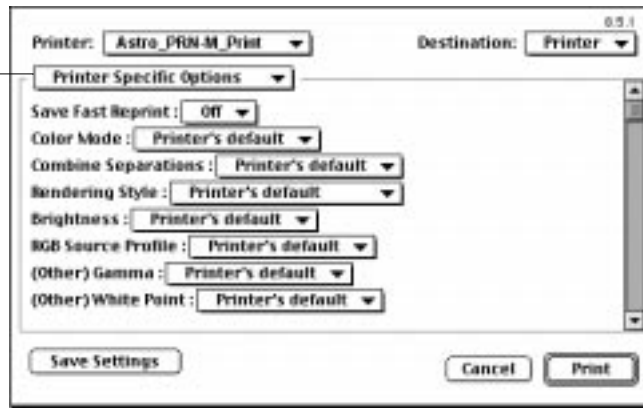 8.5.1
Printer: Astro_PRN-M_Print Destination: Printer
Printer Specific Options
Save Fast Reprint : Off
Color Mode : Printer's default
Combine Separations : Printer's default
Rendering Style : Printer's default
Brightness : Printer's default
RGB Source Profile : Printer's default
(Other) Gamma : Printer's default
(Other) White Point : Printer's default
Save Settings Cancel Print